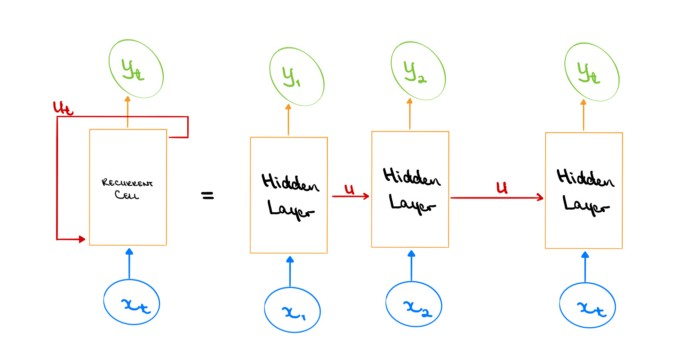 yt
y1
y2
yt
ut
RECURRENT
CELL
=
Hidden
Layer
u
Hidden
Layer
u
Hidden
Layer
xt
x1
x2
xt